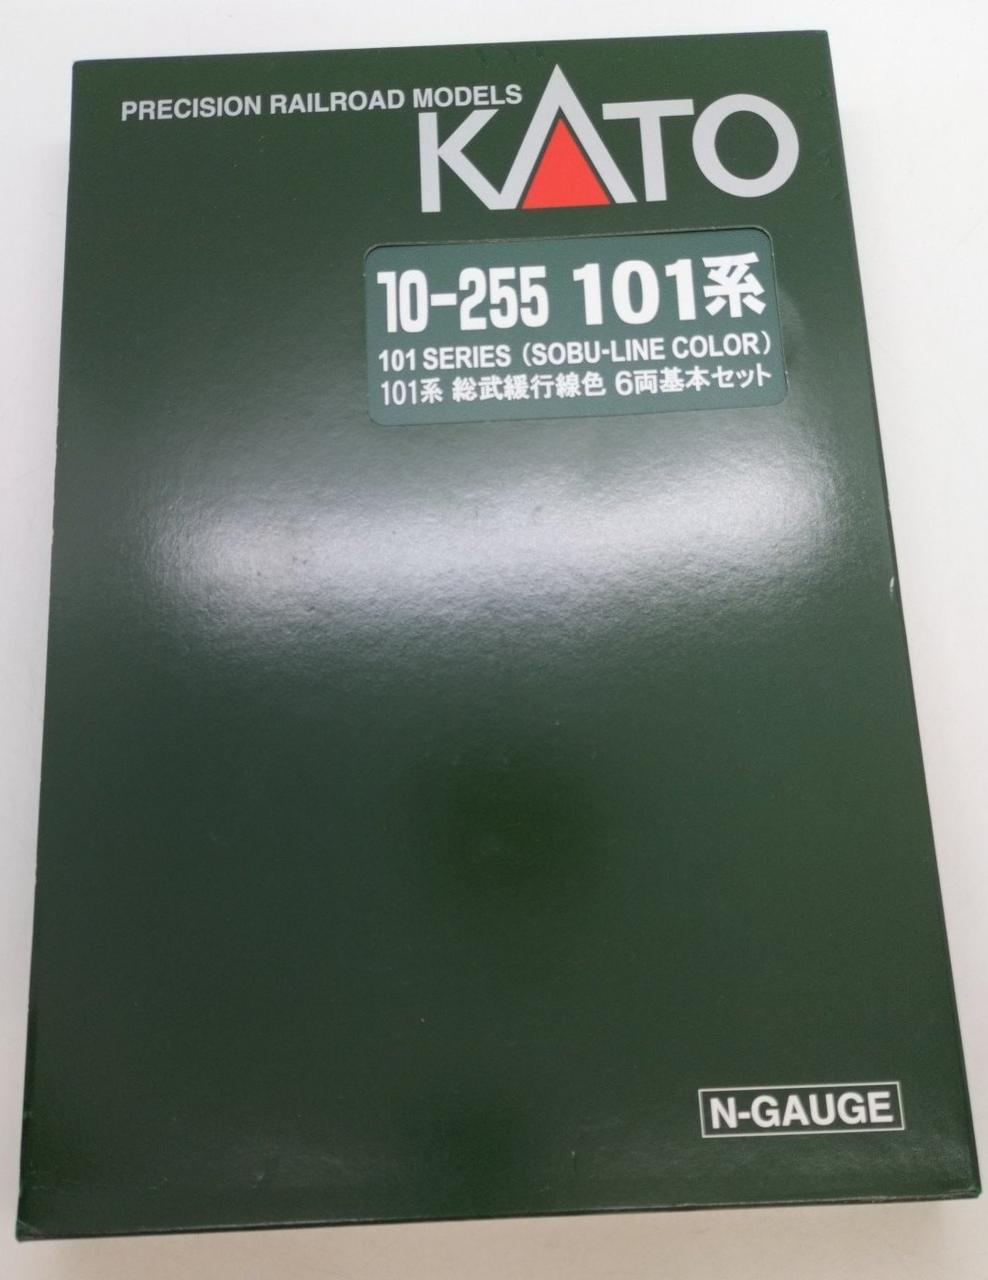 PRECISION RAILROAD MODELS
KATO
10-255 101系
101 SERIES (SOBU-LINE COLOR)
101系 総武緩行線色 6両基本セット
N-GAUGE